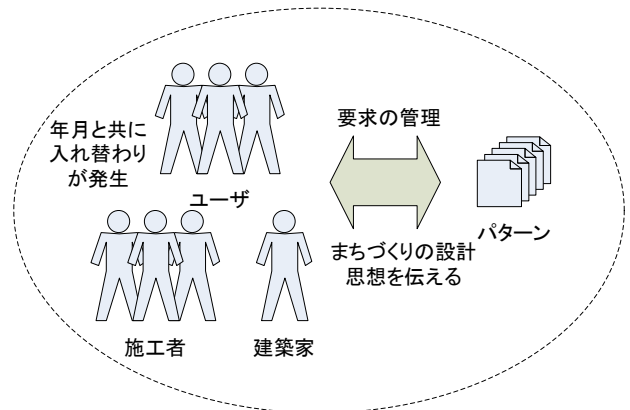 年月と共に
入れ替わり
が発生
ユーザ
要求の管理
まちづくりの設計
思想を伝える
パターン
施工者
建築家